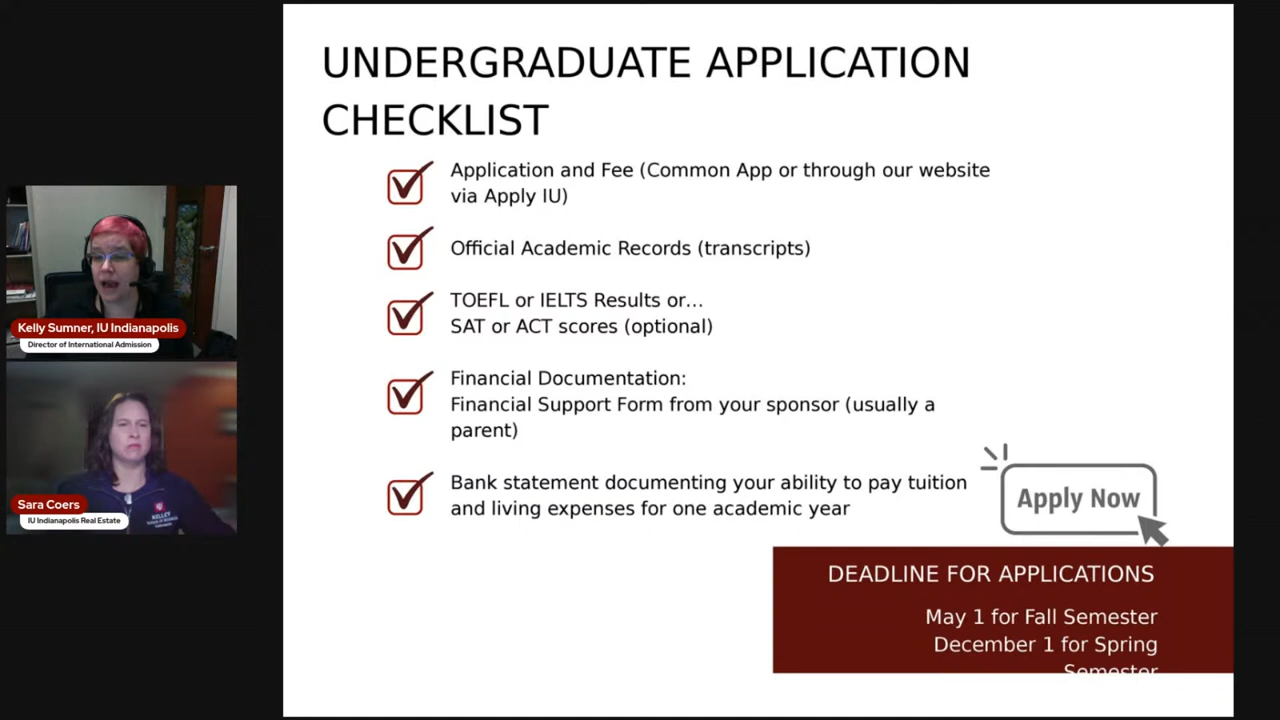 UNDERGRADUATE APPLICATION
CHECKLIST
Application and Fee (Common App or through our website
via Apply IU)
Official Academic Records (transcripts)
TOEFL or IELTS Results or...
SAT or ACT scores (optional)
Financial Documentation:
Financial Support Form from your sponsor (usually a
parent)
Bank statement documenting your ability to pay tuition
and living expenses for one academic year
Apply Now
DEADLINE FOR APPLICATIONS
May 1 for Fall Semester
December 1 for Spring
Semester
Kelly Sumner, IU Indianapolis
Director of International Admission
Sara Coers
IU Indianapolis Real Estate
KELLEY